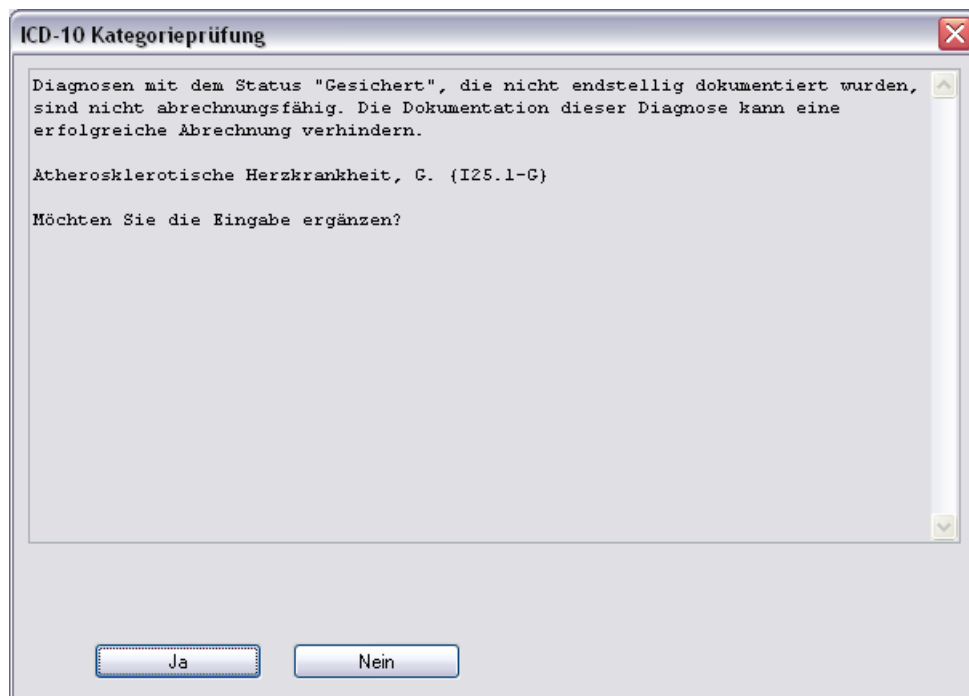 ICD-10 Kategorieprüfung
Diagnosen mit dem Status "Gesichert", die nicht endstellig dokumentiert wurden,
sind nicht abrechnungsfähig. Die Dokumentation dieser Diagnose kann eine
erfolgreiche Abrechnung verhindern.
Atherosklerotische Herzkrankheit, G. {I25.1-G}
Möchten Sie die Eingabe ergänzen?
Ja
Nein